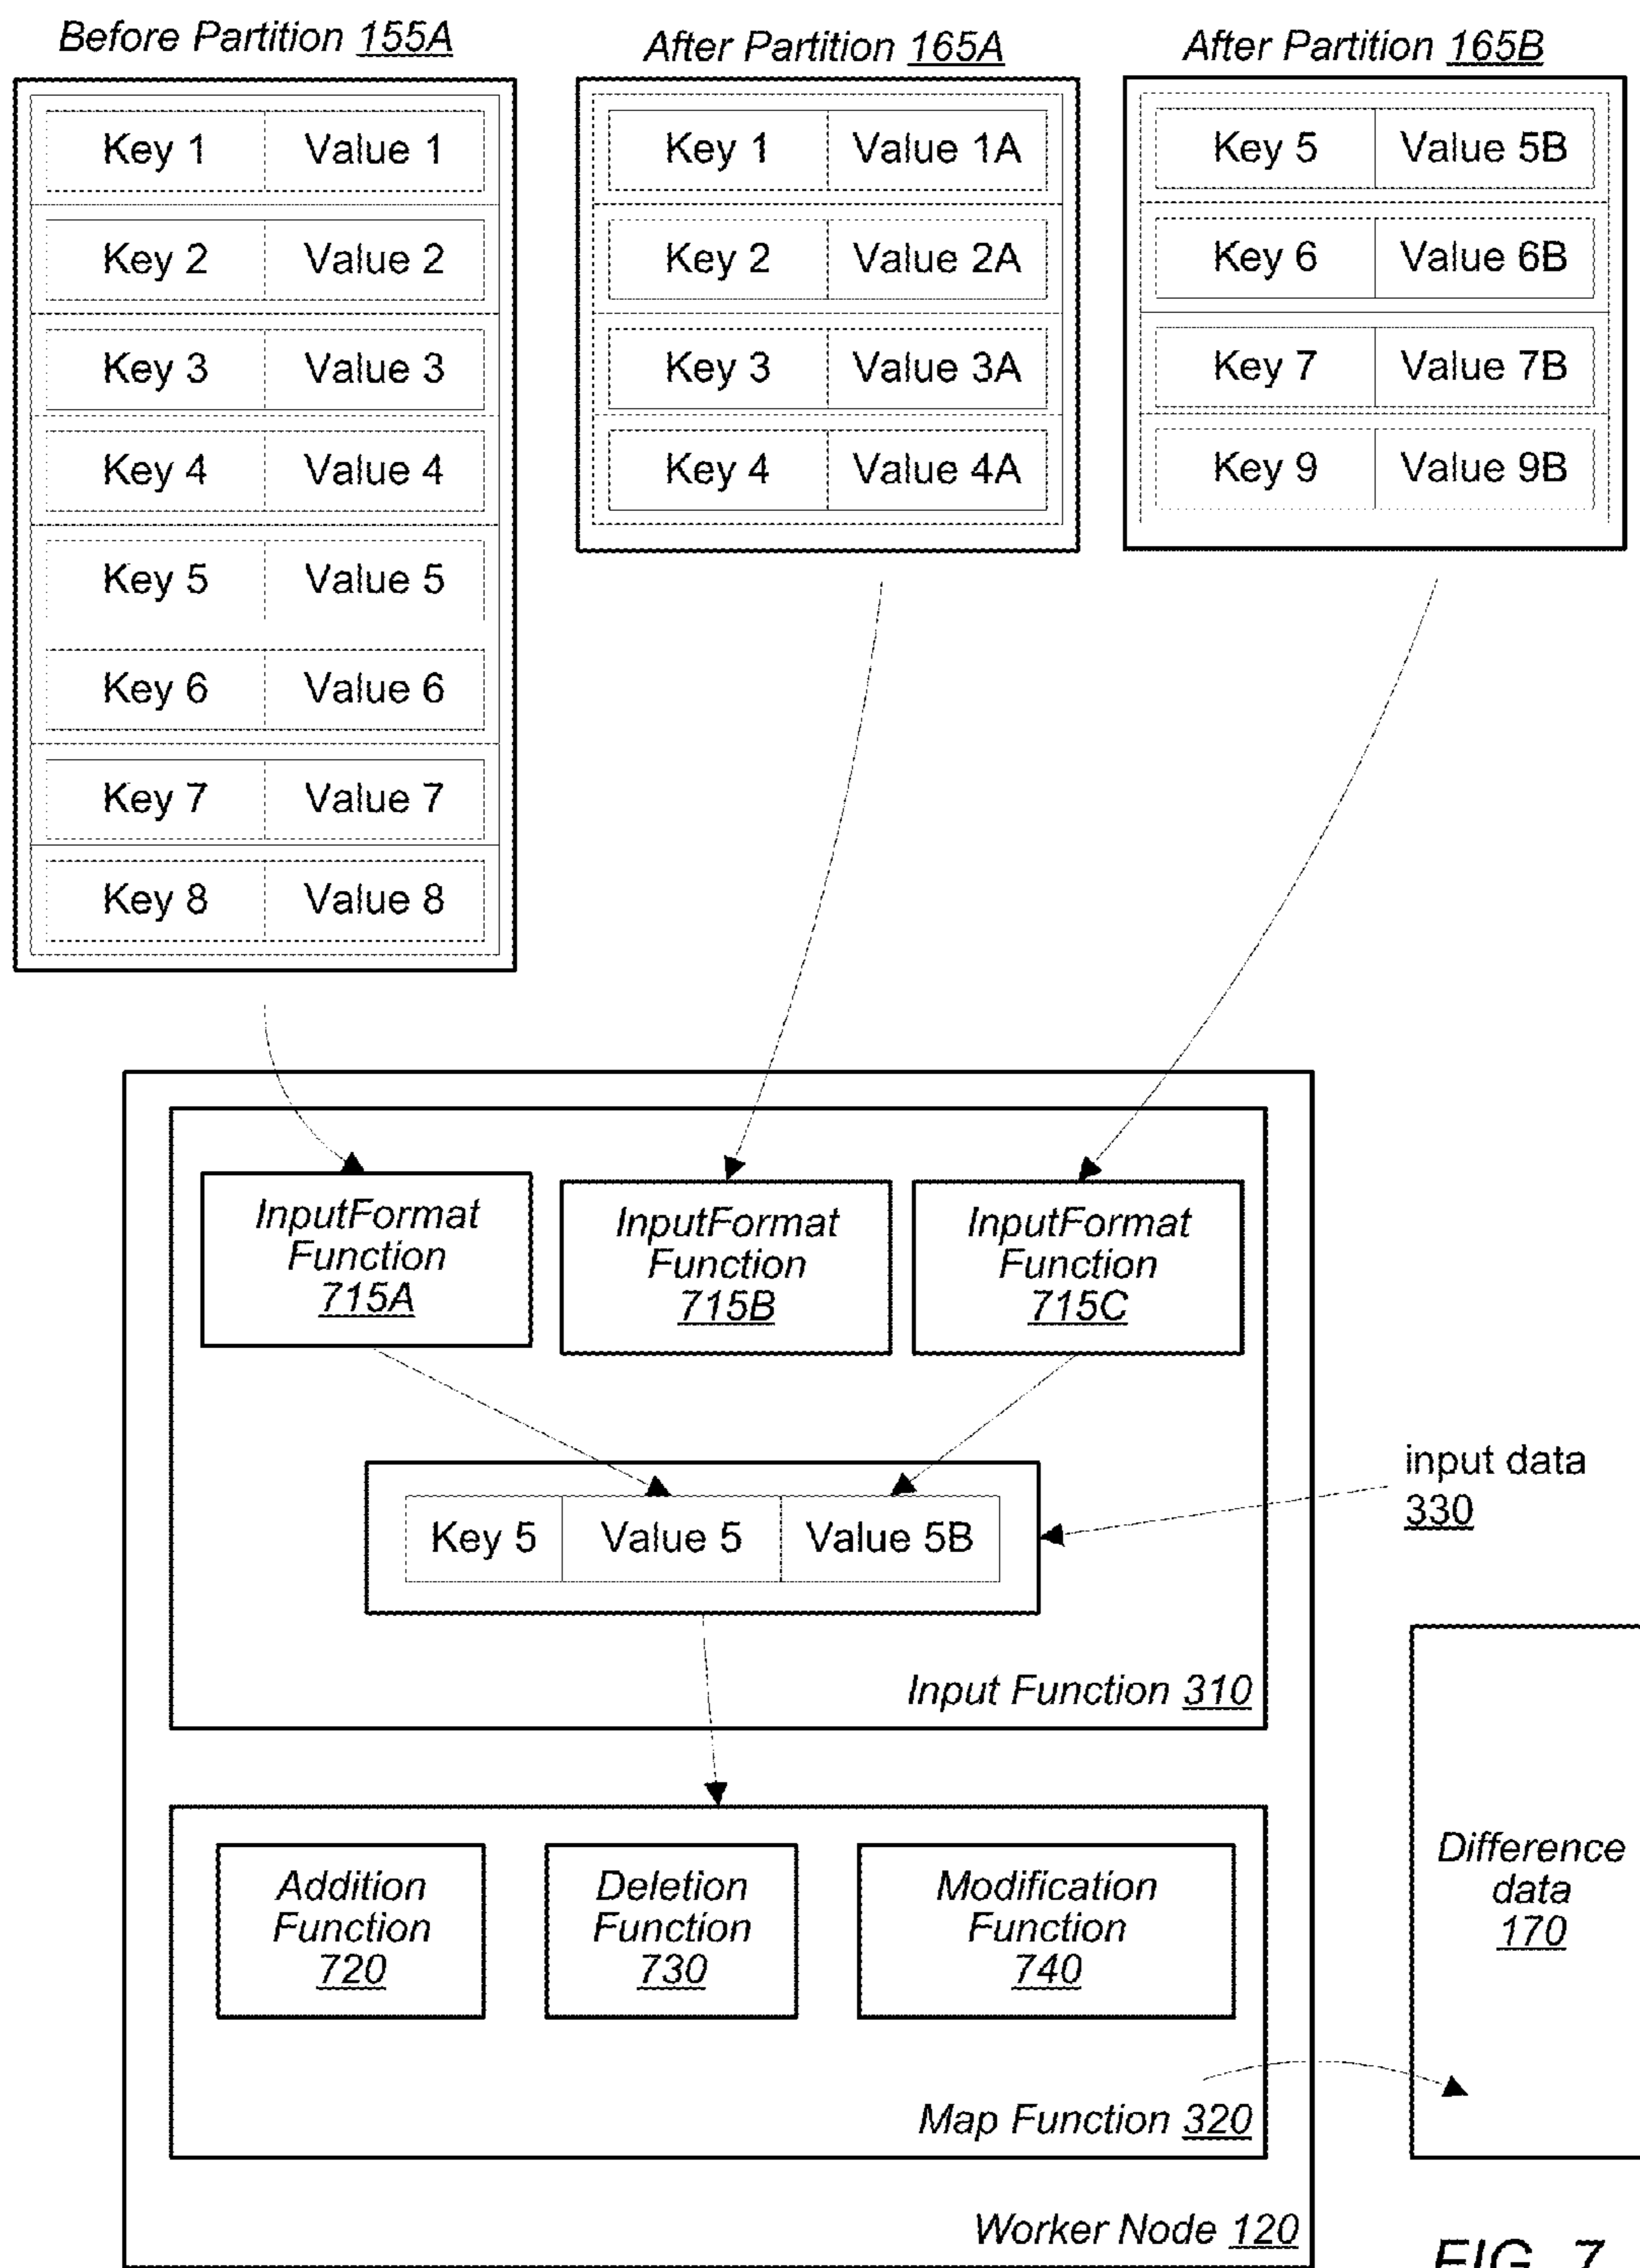 Before Partition 155A
After Partition 165A
After Partition 165B
Key 1 Value 1
Key 2 Value 2
Key 3 Value 3
Key 4 Value 4
Key 5 Value 5
Key 6 Value 6
Key 7 Value 7
Key 8 Value 8
Key 1 Value 1A
Key 2 Value 2A
Key 3 Value 3A
Key 4 Value 4A
Key 5 Value 5B
Key 6 Value 6B
Key 7 Value 7B
Key 9 Value 9B
InputFormat
Function
715A
InputFormat
Function
715B
InputFormat
Function
715C
Key 5 Value 5 Value 5B
input data
330
Input Function 310
Addition
Function
720
Deletion
Function
730
Modification
Function
740
Map Function 320
Difference
data
170
Worker Node 120
FIG. 7